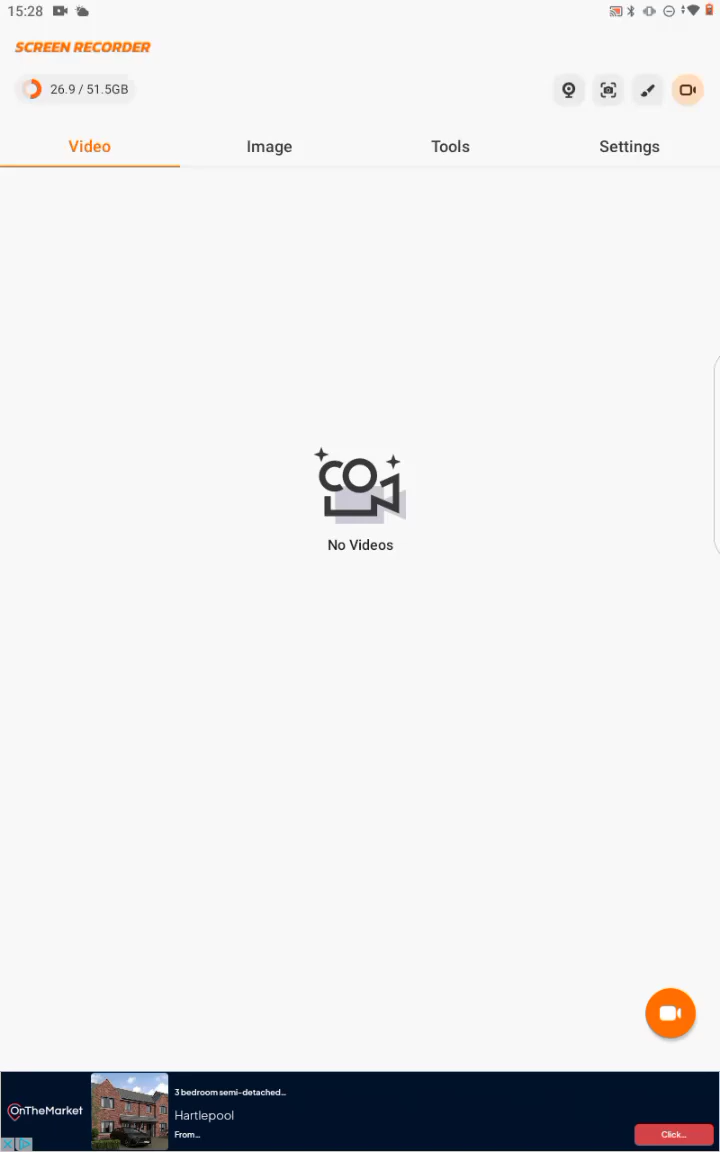 15:28
SCREEN RECORDER
26.9 / 51.5GB
Video Image Tools Settings
No Videos
OnTheMarket
3 bedroom semi-detached...
Hartlepool
From...
Click...